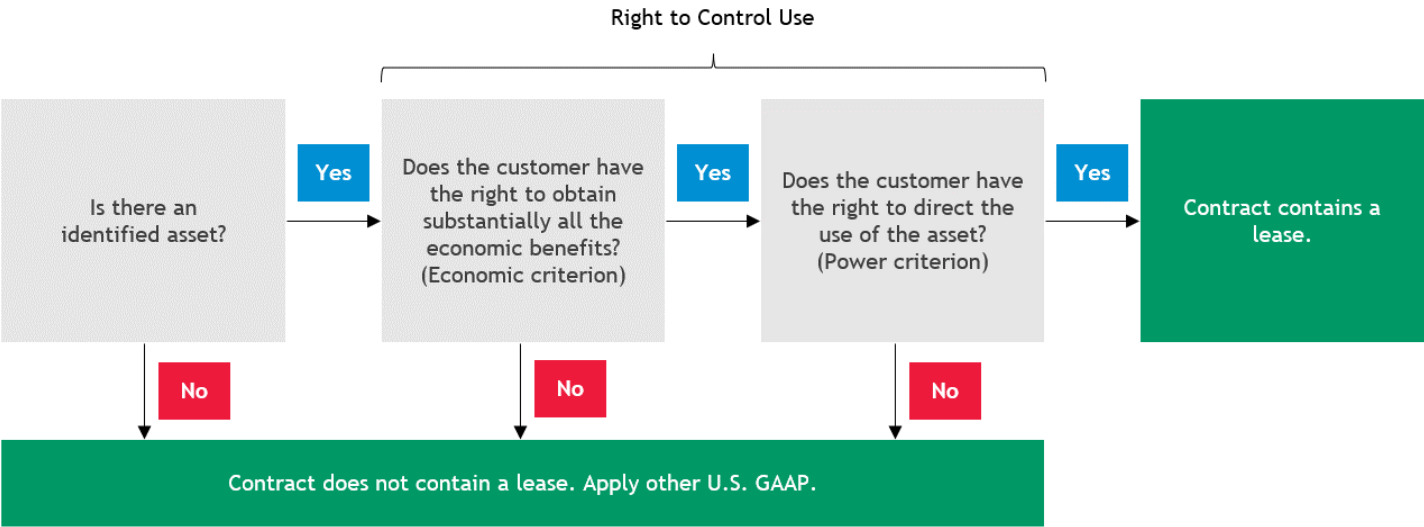 Right to Control Use
Is there an
identified asset?
Yes
Does the customer have
the right to obtain
substantially all the
economic benefits?
(Economic criterion)
Yes
Does the customer have
the right to direct the
use of the asset?
(Power criterion)
Yes
Contract contains a
lease.
No
No
No
Contract does not contain a lease. Apply other U.S. GAAP.